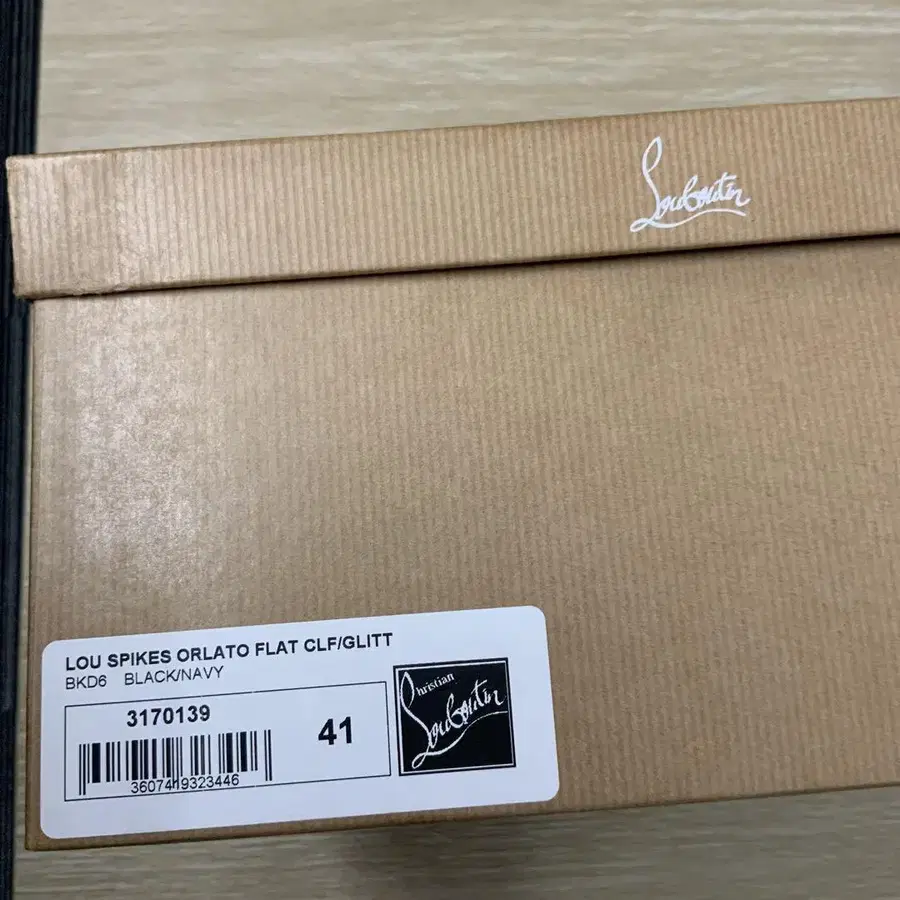 Louboutin
LOU SPIKES ORLATO FLAT CLF/GLITT
BKD6 BLACK/NAVY
3170139
41
3607419323446
Christian
Louboutin